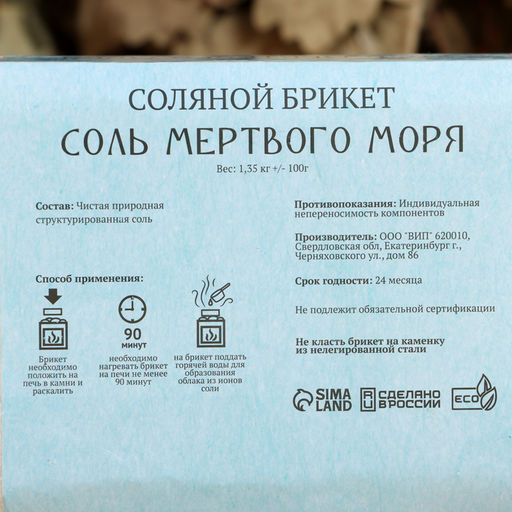 СОЛЯНОЙ БРИКЕТ
СОЛЬ МЕРТВОГО МОРЯ
Вес: 1,35 кг +/- 100г
Состав: Чистая природная
структурированная соль
Способ применения:
Брикет
необходимо
положить на
печь в камни и
раскалить
90
минут
необходимо
нагревать брикет
на печи не менее
90 минут
на брикет поддать
горячей воды для
образования
облака из ионов
соли
Противопоказания: Индивидуальная
непереносимость компонентов
Производитель: ООО "ВИП" 620010,
Свердловская обл, Екатеринбург г.,
Черняховского ул., дом 86
Срок годности: 24 месяца
Не подлежит обязательной сертификации
Не класть брикет на каменку
из нелегированной стали
SIMA
LAND
RU
СДЕЛАНО
В РОССИИ
ECO